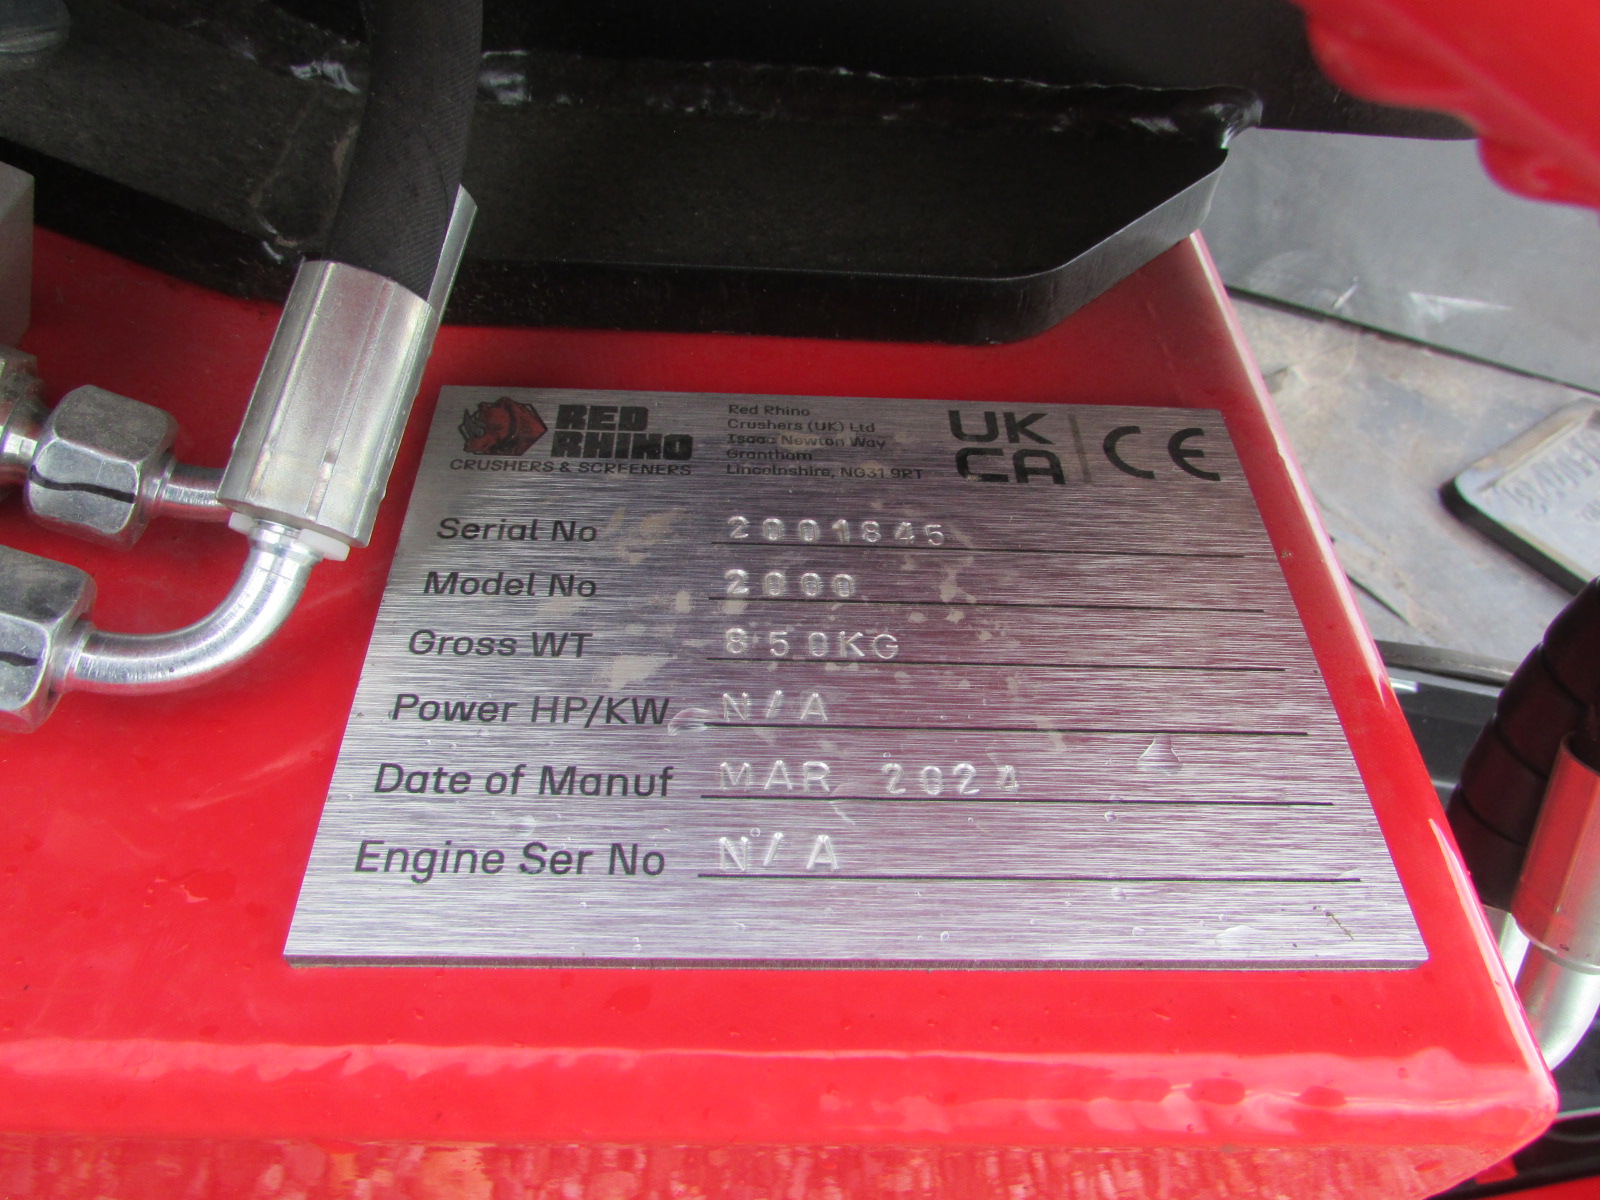 RED
RHINO
CRUSHERS & SCREENERS
Red Rhino
Crushers (UK) Ltd
Isaac Newton Way
Grantham
Lincolnshire, NG31 9RT
UK
CA
CE
Serial No 2001845
Model No 2000
Gross WT 850KG
Power HP/KW N/A
Date of Manuf MAR 2024
Engine Ser No N/A